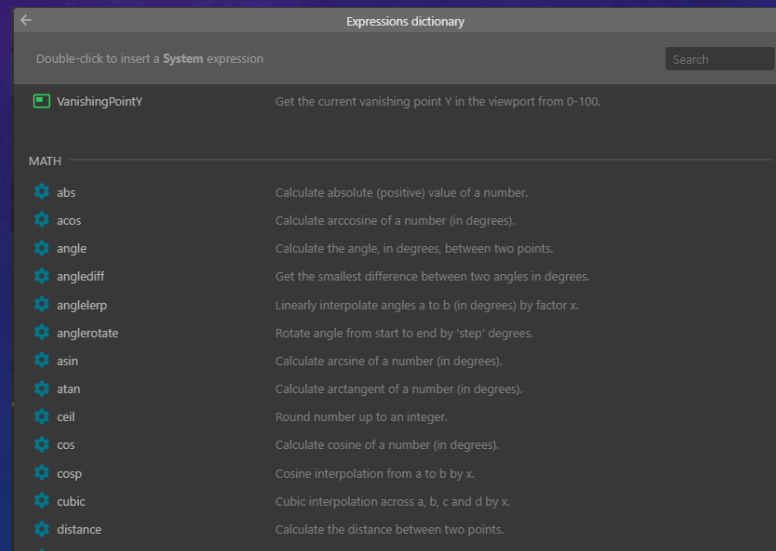 Expressions dictionary
Double-click to insert a System expression
Search
VanishingPointY Get the current vanishing point Y in the viewport from 0-100.
MATH
abs Calculate absolute (positive) value of a number.
acos Calculate arccosine of a number (in degrees).
angle Calculate the angle, in degrees, between two points.
anglediff Get the smallest difference between two angles in degrees.
anglelerp Linearly interpolate angles a to b (in degrees) by factor x.
anglerotate Rotate angle from start to end by 'step' degrees.
asin Calculate arcsine of a number (in degrees).
atan Calculate arctangent of a number (in degrees).
ceil Round number up to an integer.
cos Calculate cosine of a number (in degrees).
cosp Cosine interpolation from a to b by x.
cubic Cubic interpolation across a, b, c and d by x.
distance Calculate the distance between two points.